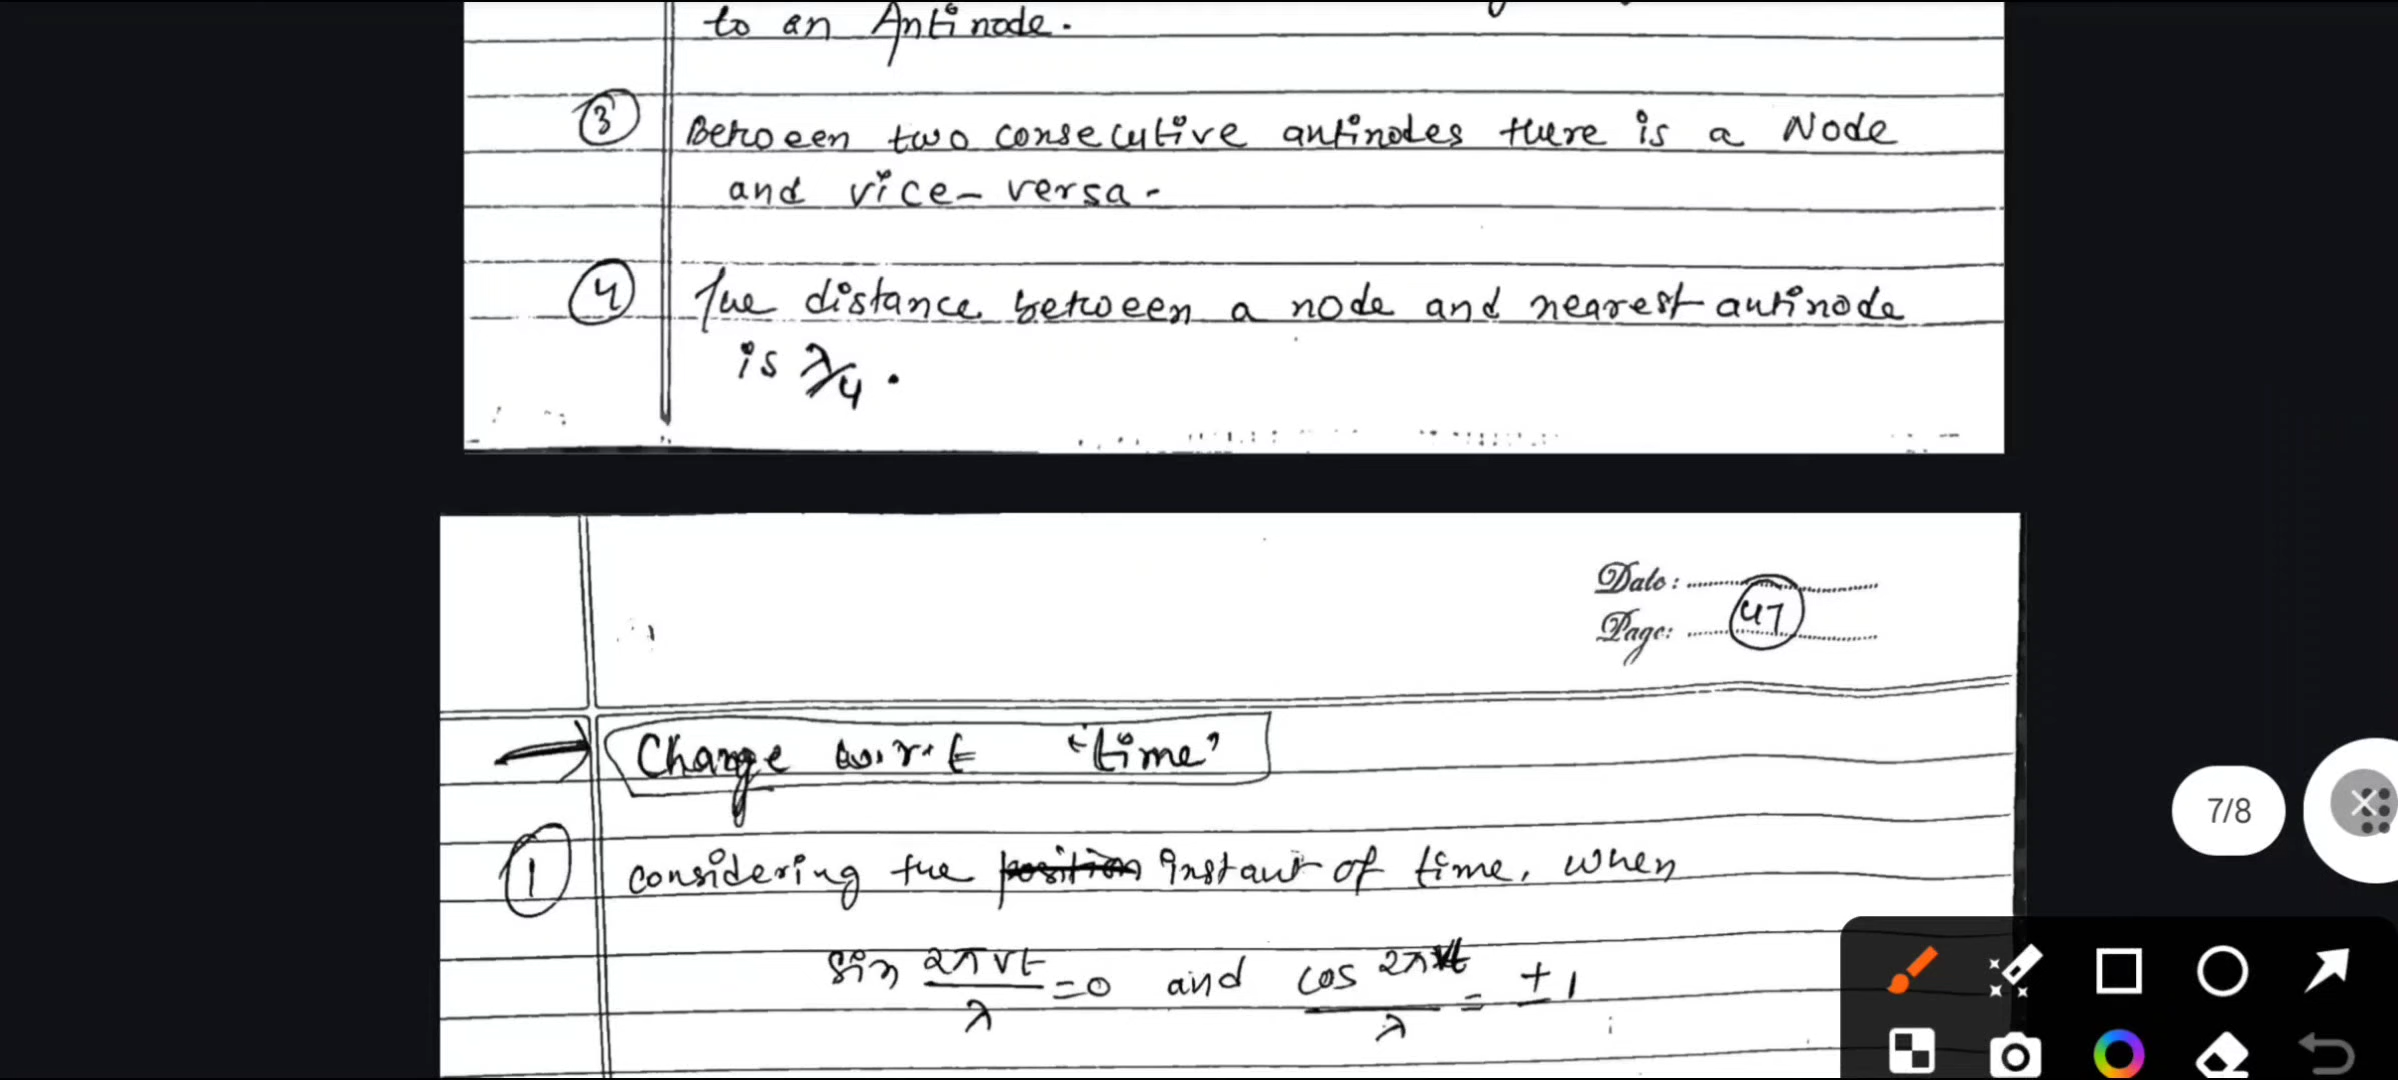 to an Antinode.
3 Between two consecutive antinodes there is a Node
and vice-versa.
4 The distance between a node and nearest antinode
is λ/4.
Date:
Page: 47
→ Change w.r.t "time"
1 considering the position instant of time, when
sin 2πvt/λ =0 and cos 2πvt/λ = ±1
7/8